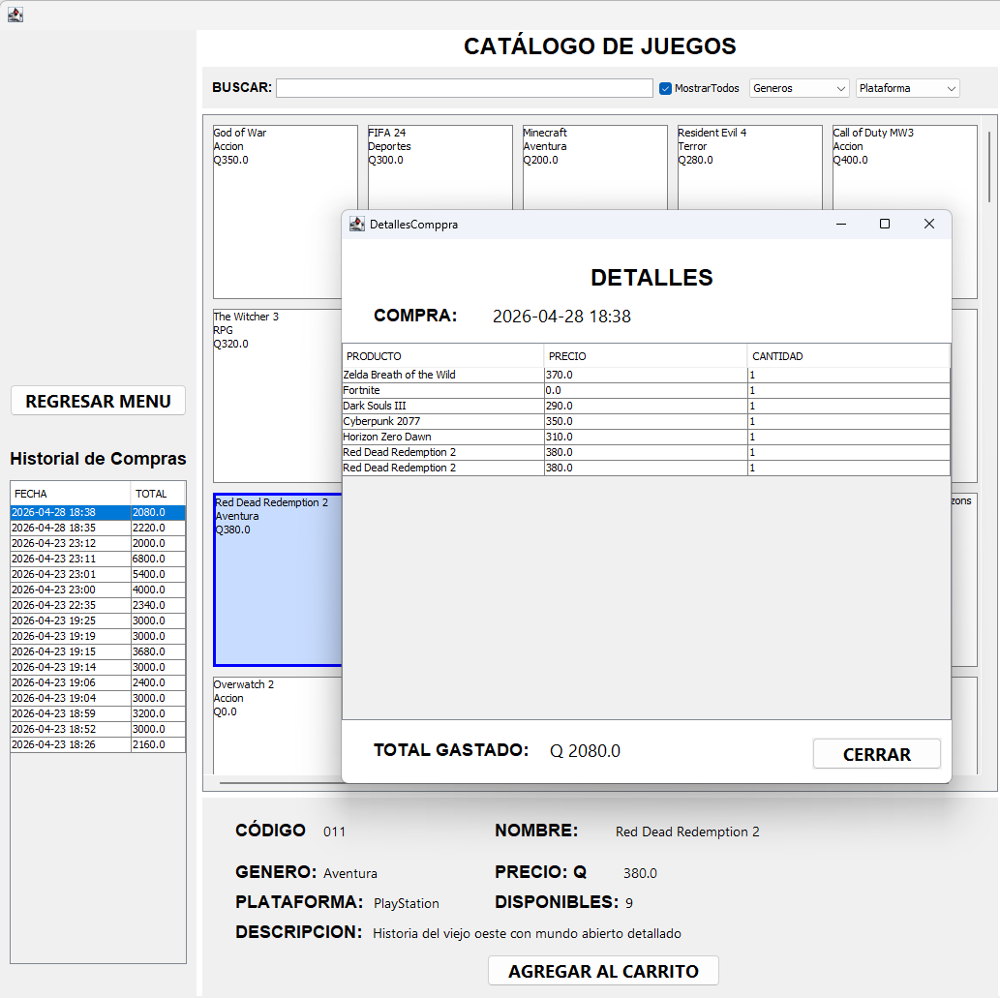 CATÁLOGO DE JUEGOS
BUSCAR: MostrarTodos Generos Plataforma
God of War
Accion
Q350.0
FIFA 24
Deportes
Q300.0
Minecraft
Aventura
Q200.0
Resident Evil 4
Terror
Q280.0
Call of Duty MW3
Accion
Q400.0
The Witcher 3
RPG
Q320.0
Red Dead Redemption 2
Aventura
Q380.0
zons
Overwatch 2
Accion
Q0.0
REGRESAR MENU
Historial de Compras
FECHA TOTAL
2026-04-28 18:38 2080.0
2026-04-28 18:35 2220.0
2026-04-23 23:12 2000.0
2026-04-23 23:11 6800.0
2026-04-23 23:01 5400.0
2026-04-23 23:00 4000.0
2026-04-23 22:35 2340.0
2026-04-23 19:25 3000.0
2026-04-23 19:19 3000.0
2026-04-23 19:15 3680.0
2026-04-23 19:14 3000.0
2026-04-23 19:06 2400.0
2026-04-23 19:04 3000.0
2026-04-23 18:59 3200.0
2026-04-23 18:52 3000.0
2026-04-23 18:26 2160.0
DetallesComppra
DETALLES
COMPRA: 2026-04-28 18:38
PRODUCTO PRECIO CANTIDAD
Zelda Breath of the Wild 370.0 1
Fortnite 0.0 1
Dark Souls III 290.0 1
Cyberpunk 2077 350.0 1
Horizon Zero Dawn 310.0 1
Red Dead Redemption 2 380.0 1
Red Dead Redemption 2 380.0 1
TOTAL GASTADO: Q 2080.0
CERRAR
CÓDIGO 011 NOMBRE: Red Dead Redemption 2
GENERO: Aventura PRECIO: Q 380.0
PLATAFORMA: PlayStation DISPONIBLES: 9
DESCRIPCION: Historia del viejo oeste con mundo abierto detallado
AGREGAR AL CARRITO